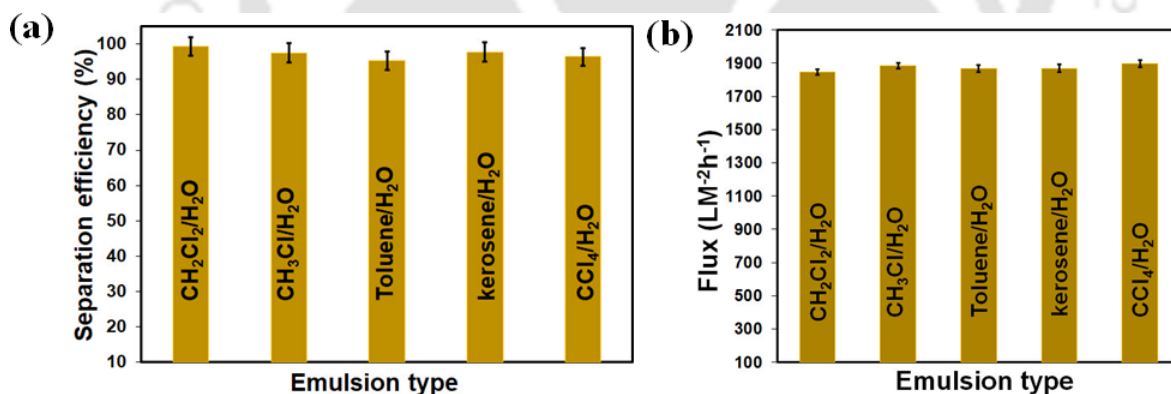 (a)
Separation efficiency (%)
100
90
80
70
60
50
40
30
20
10
CH₂Cl₂/H₂O
CH₃Cl/H₂O
Toluene/H₂O
kerosene/H₂O
CCl₄/H₂O
Emulsion type
(b)
Flux (LM⁻²h⁻¹)
2100
1900
1700
1500
1300
1100
900
700
500
300
100
CH₂Cl₂/H₂O
CH₃Cl/H₂O
Toluene/H₂O
kerosene/H₂O
CCl₄/H₂O
Emulsion type